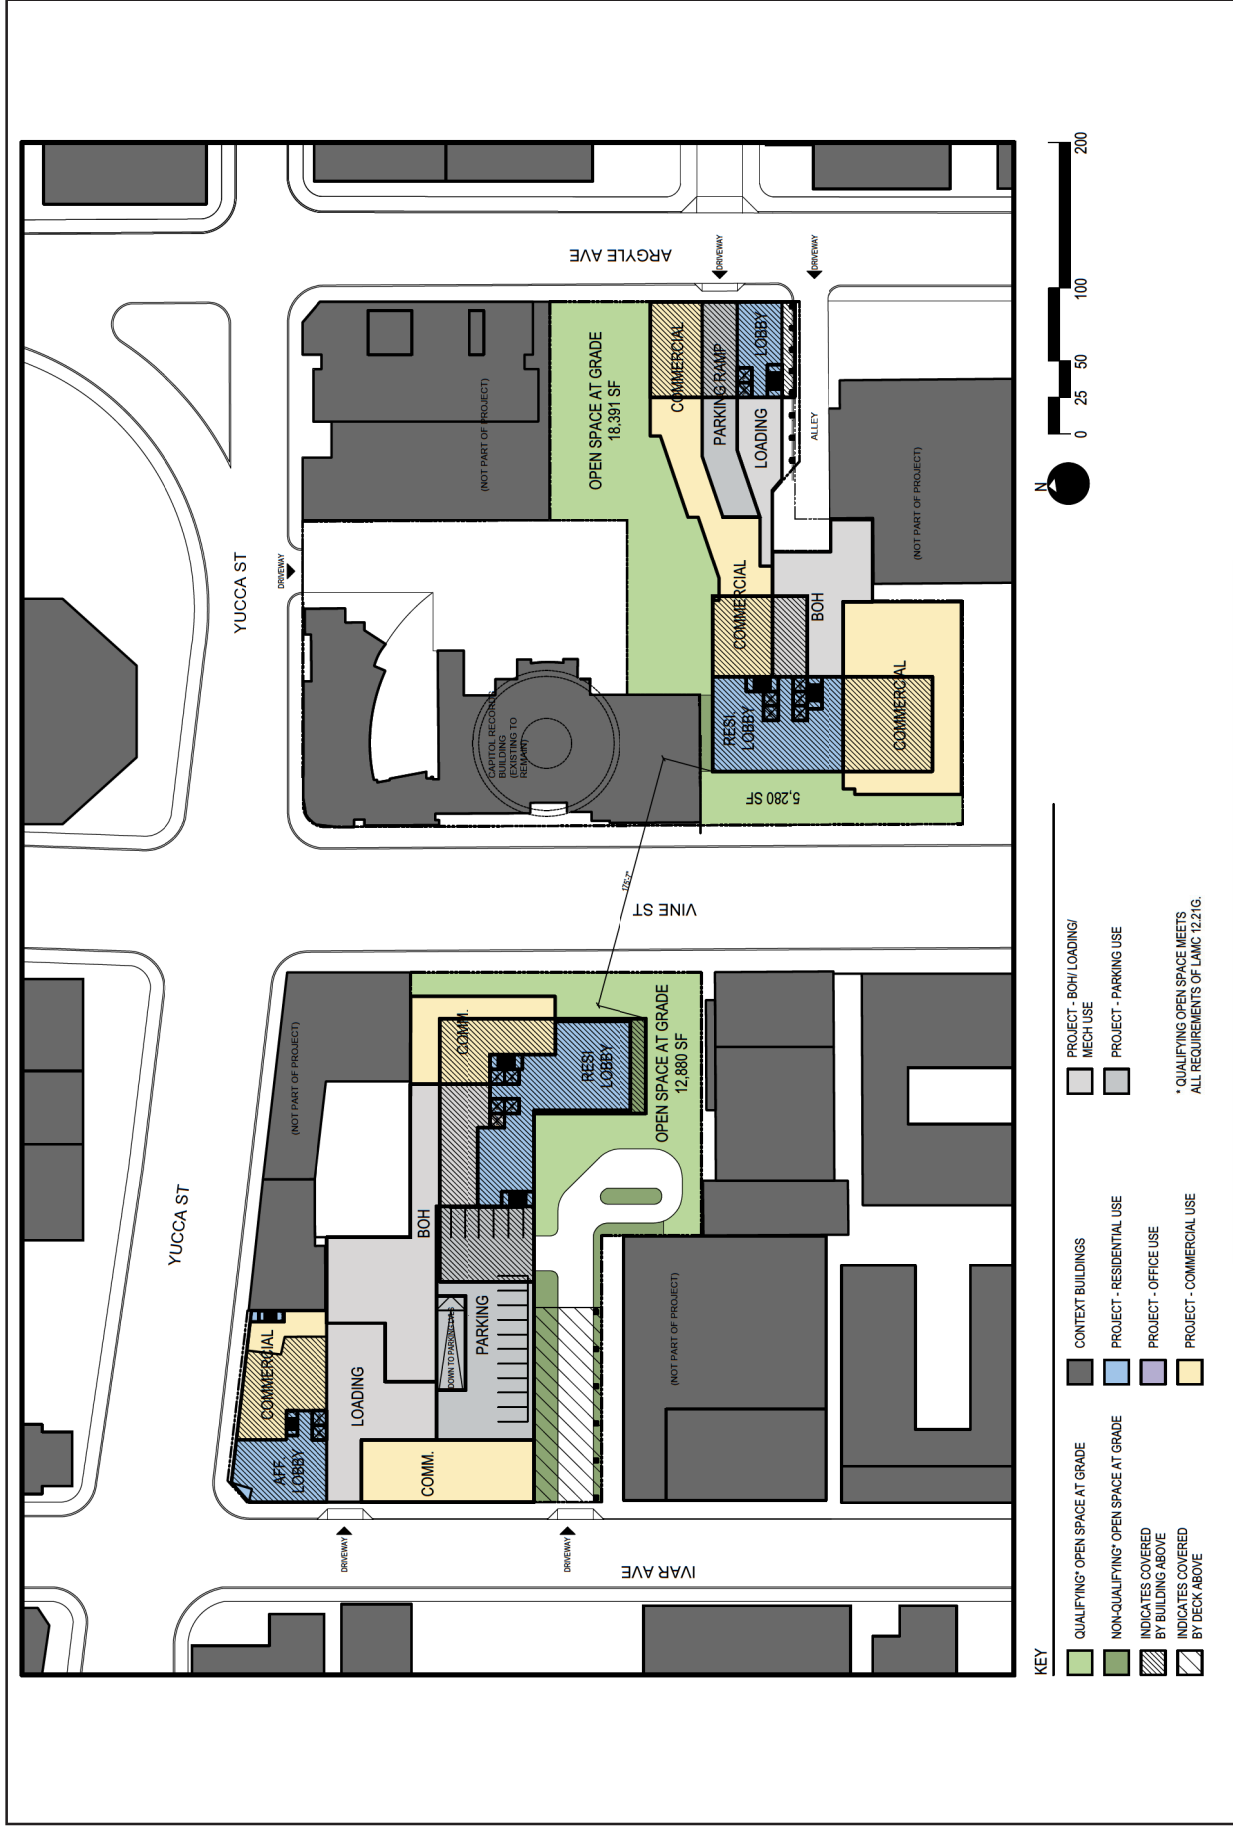 YUCCA ST
YUCCA ST
DRIVEWAY
ARGYLE AVE
VINE ST
IVAR AVE
(NOT PART OF PROJECT)
COMMERCIAL
AFF.
LOBBY
LOADING
BOH
COMM.
COMM.
DOWN TO PARKING LVLS
PARKING
RESI
LOBBY
OPEN SPACE AT GRADE
12,880 SF
(NOT PART OF PROJECT)
DRIVEWAY
DRIVEWAY
175'-7"
CAPITOL RECORDS
BUILDING
(EXISTING TO
REMAIN)
(NOT PART OF PROJECT)
OPEN SPACE AT GRADE
18,391 SF
COMMERCIAL
PARKING RAMP
LOBBY
LOADING
DRIVEWAY
DRIVEWAY
ALLEY
COMMERCIAL
BOH
RESI.
LOBBY
COMMERCIAL
5,280 SF
(NOT PART OF PROJECT)
N
0
25
50
100
200
KEY
QUALIFYING* OPEN SPACE AT GRADE
NON-QUALIFYING* OPEN SPACE AT GRADE
INDICATES COVERED
BY BUILDING ABOVE
INDICATES COVERED
BY DECK ABOVE
CONTEXT BUILDINGS
PROJECT - RESIDENTIAL USE
PROJECT - OFFICE USE
PROJECT - COMMERCIAL USE
PROJECT - BOH/ LOADING/
MECH USE
PROJECT - PARKING USE
* QUALIFYING OPEN SPACE MEETS
ALL REQUIREMENTS OF LAMC 12.21G.